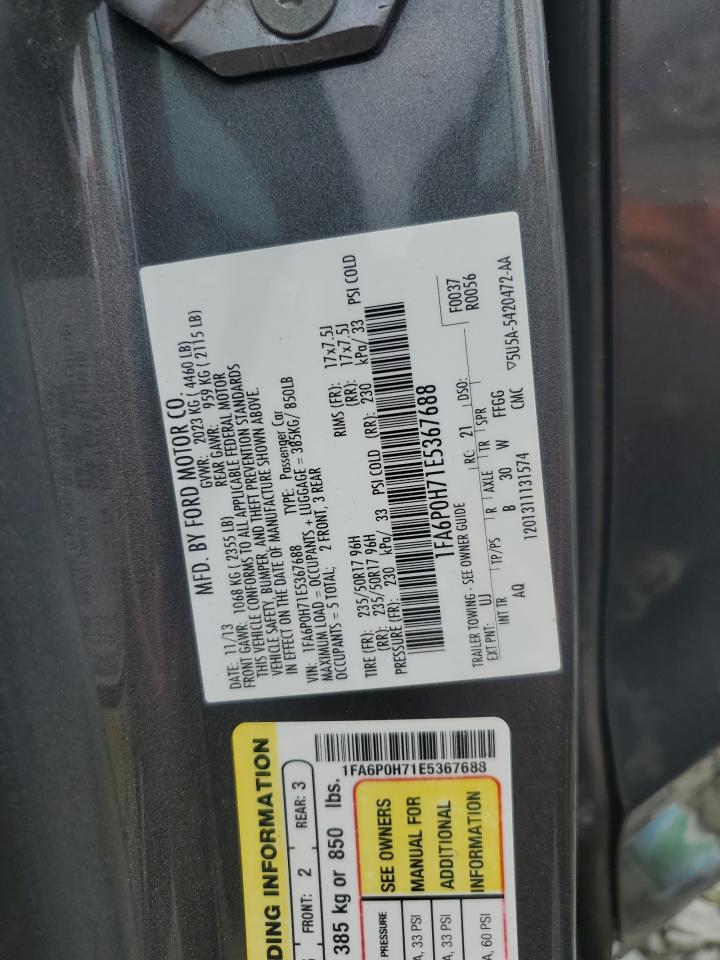 MFD. BY FORD MOTOR CO.
DATE: 11/13 GVWR: 2023 KG ( 4460 LB)
FRONT GAWR: 1068 KG ( 2355 LB) REAR GAWR: 959 KG ( 2115 LB)
THIS VEHICLE CONFORMS TO ALL APPLICABLE FEDERAL MOTOR
VEHICLE SAFETY, BUMPER, AND THEFT PREVENTION STANDARDS
IN EFFECT ON THE DATE OF MANUFACTURE SHOWN ABOVE.
VIN: 1FA6P0H71E5367688 TYPE: Passenger Car
MAXIMUM LOAD = OCCUPANTS + LUGGAGE = 385KG/ 850LB
OCCUPANTS = 5 TOTAL; 2 FRONT, 3 REAR
TIRE (FR): 235/50R17 96H RIMS (FR): 17x7.5J
(RR): 235/50R17 96H (RR): 17x7.5J
PRESSURE (FR): 230 kPa/ 33 PSI COLD (RR): 230 kPa/ 33 PSI COLD
1FA6P0H71E5367688
F0037
R0056
TRAILER TOWING - SEE OWNER GUIDE RC: 21 DSO:
EXT PNT: UJ
INT TR TP/PS R AXLE TR SPR
AQ B 30 W FFGG
1201311131574 CMC ▽5U5A-5420472-AA
DING INFORMATION
FRONT: 2 REAR: 3
385 kg or 850 lbs.
1FA6P0H71E5367688
SEE OWNERS
MANUAL FOR
ADDITIONAL
INFORMATION
PRESSURE
A, 33 PSI
A, 33 PSI
A, 60 PSI